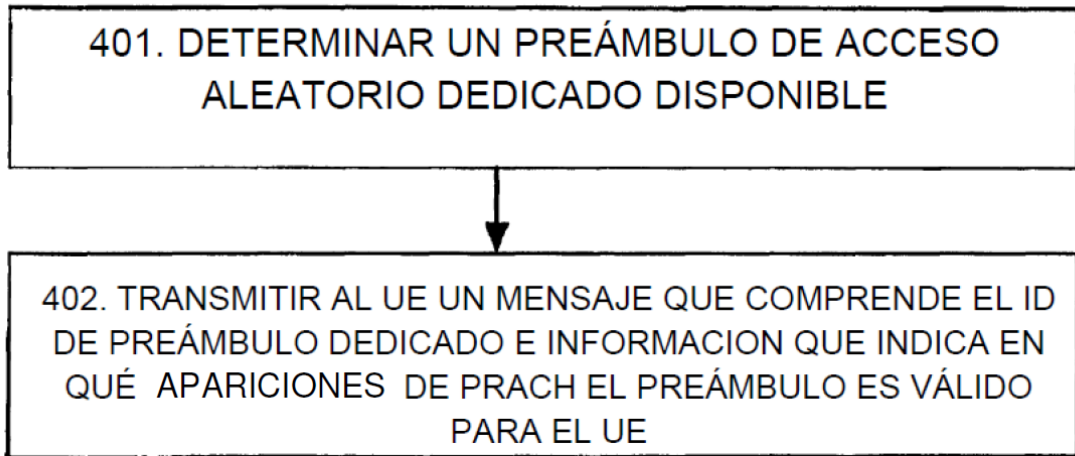 401. DETERMINAR UN PREÁMBULO DE ACCESO
ALEATORIO DEDICADO DISPONIBLE
402. TRANSMITIR AL UE UN MENSAJE QUE COMPRENDE EL ID
DE PREÁMBULO DEDICADO E INFORMACION QUE INDICA EN
QUÉ APARICIONES DE PRACH EL PREÁMBULO ES VÁLIDO
PARA EL UE